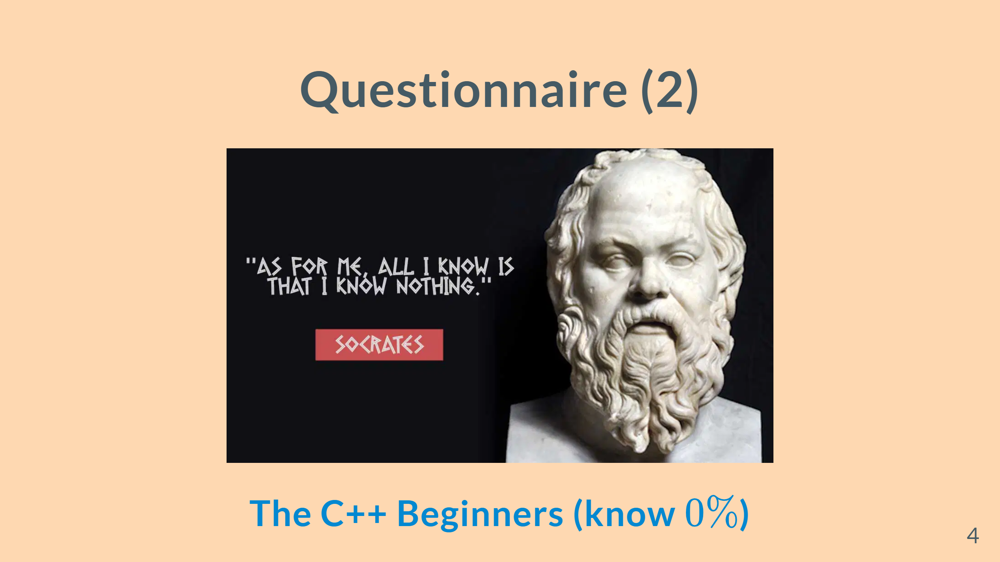 Questionnaire (2)
"AS FOR ME, ALL I KNOW IS
THAT I KNOW NOTHING."
SOCRATES
The C++ Beginners (know 0%)
4